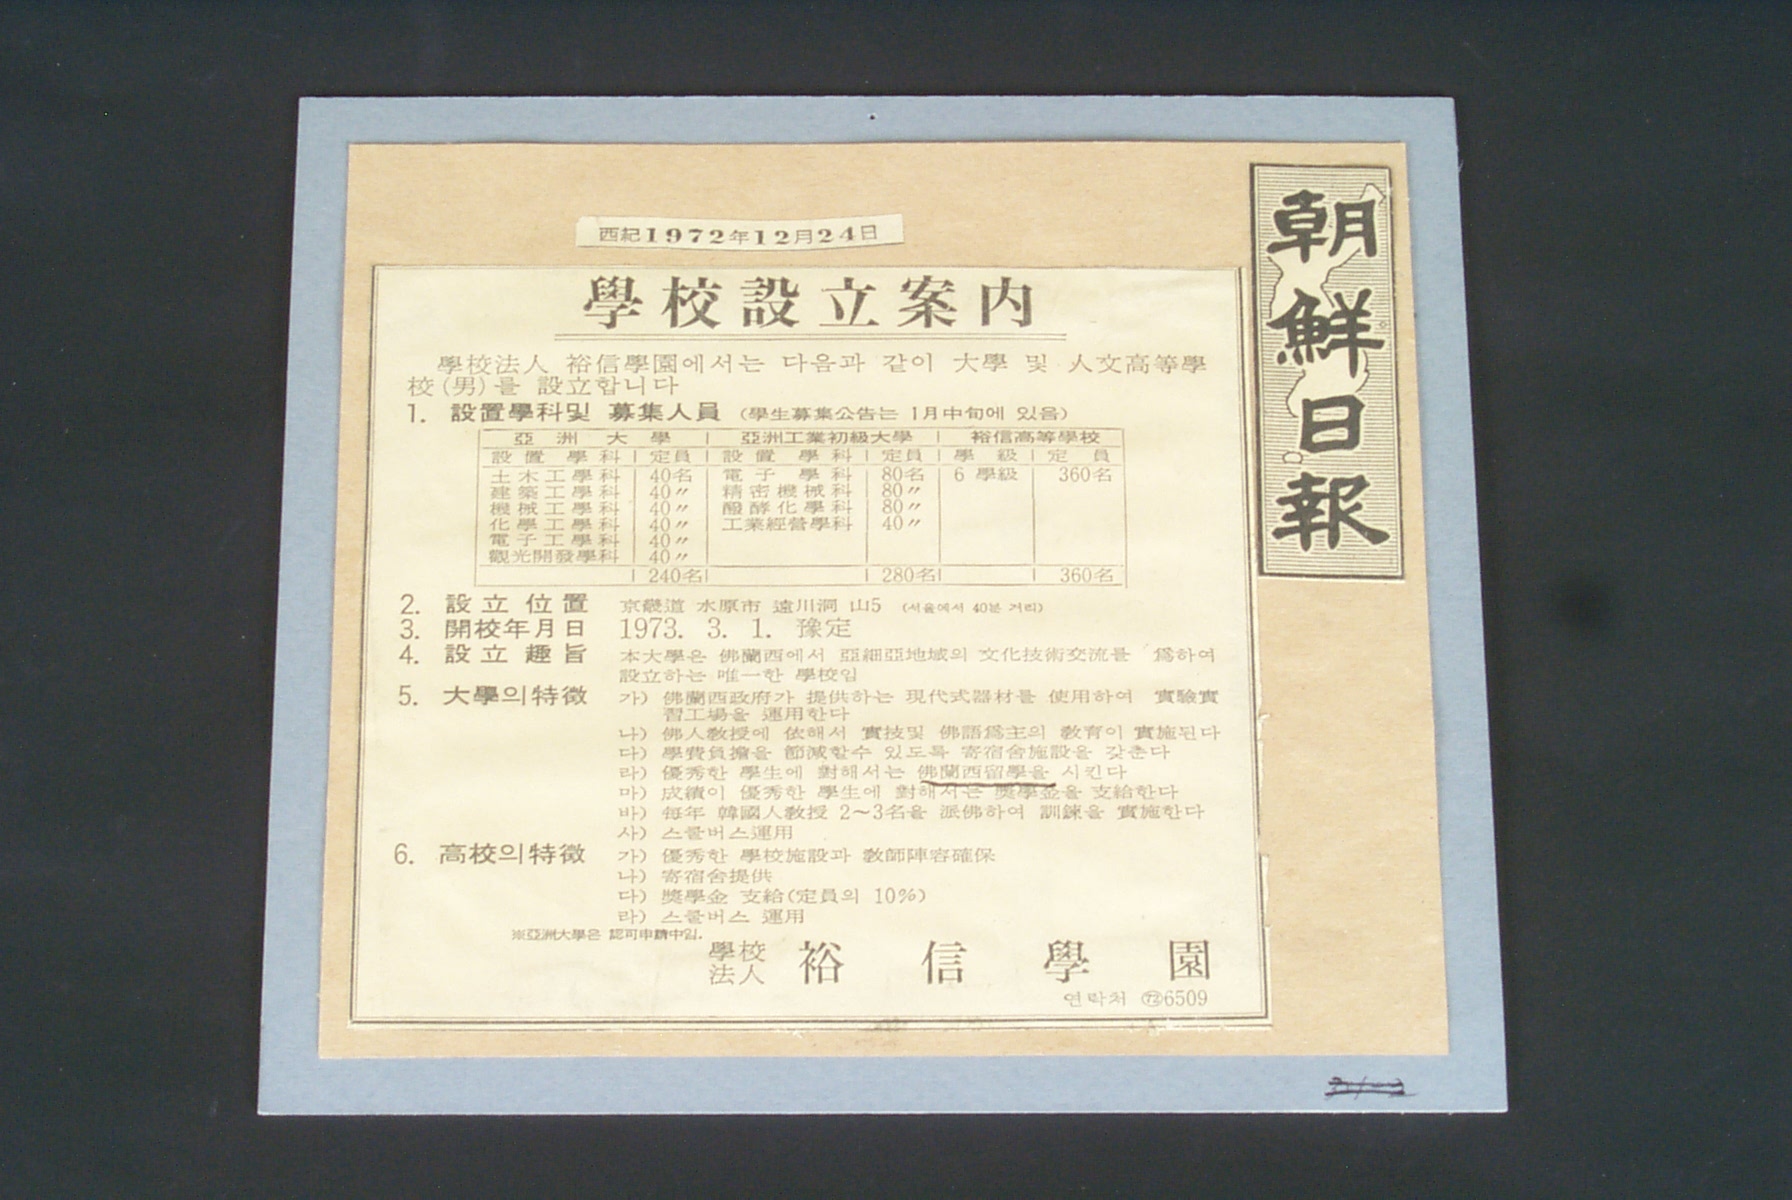 朝鮮日報
西紀1972年12月24日
學校設立案內
學校法人 裕信學園에서는 다음과 같이 大學 및 人文高等學
校(男)를 設立합니다
1. 設置學科및 募集人員 (學生募集公告는 1月中旬에 있음)
亞洲大學 亞洲工業初級大學 裕信高等學校
設置學科 定員 設置學科 定員 學級 定員
土木工學科 40名 電子學科 80名 6學級 360名
建築工學科 40〃 精密機械科 80〃
機械工學科 40〃 醱酵化學科 80〃
化學工學科 40〃 工業經營學科 40〃
電子工學科 40〃
觀光開發學科 40〃
240名 280名 360名
2. 設立位置 京畿道 水原市 遠川洞 山5 (서울에서 40분 거리)
3. 開校年月日 1973. 3. 1. 豫定
4. 設立趣旨 本大學은 佛蘭西에서 亞細亞地域의 文化技術交流를 爲하여
設立하는 唯一한 學校임
5. 大學의特徵 가) 佛蘭西政府가 提供하는 現代式器材를 使用하여 實驗實
習工場을 運用한다
나) 佛人敎授에 依해서 實技및 佛語爲主의 敎育이 實施된다
다) 學費負擔을 節減할수 있도록 寄宿舍施設을 갖춘다
라) 優秀한 學生에 對해서는 佛蘭西留學을 시킨다
마) 成績이 優秀한 學生에 對해서는 獎學金을 支給한다
바) 每年 韓國人敎授 2~3名을 派佛하여 訓鍊을 實施한다
사) 스쿨버스運用
6. 高校의特徵 가) 優秀한 學校施設과 敎師陣容確保
나) 寄宿舍提供
다) 獎學金 支給(定員의 10%)
라) 스쿨버스 運用
※亞洲大學은 認可申請中임.
學校法人 裕信學園
연락처 ㉒6509